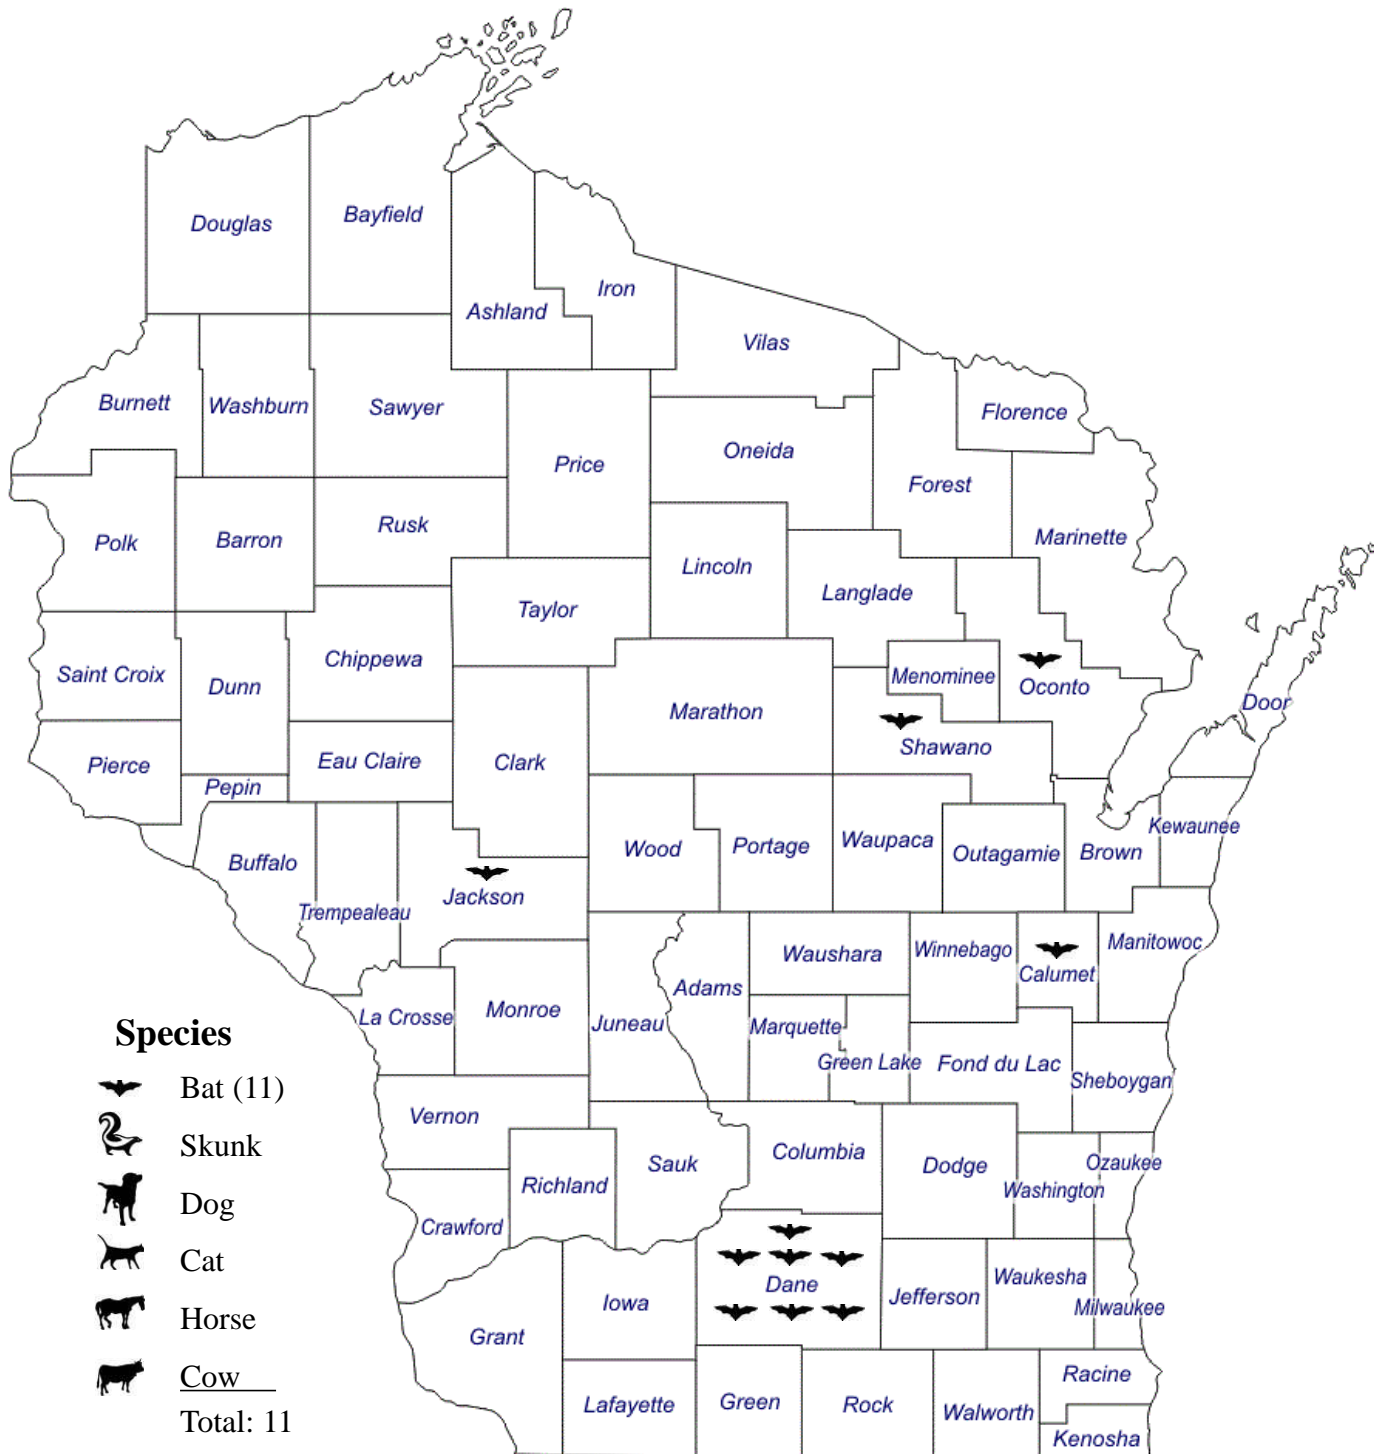 Douglas
Bayfield
Ashland
Iron
Vilas
Burnett
Washburn
Sawyer
Price
Oneida
Forest
Florence
Marinette
Polk
Barron
Rusk
Lincoln
Langlade
Taylor
Saint Croix
Dunn
Chippewa
Menominee
Oconto
Door
Marathon
Shawano
Pierce
Eau Claire
Clark
Pepin
Buffalo
Trempealeau
Jackson
Wood
Portage
Waupaca
Outagamie
Brown
Kewaunee
Waushara
Winnebago
Calumet
Manitowoc
La Crosse
Monroe
Juneau
Adams
Marquette
Green Lake
Fond du Lac
Sheboygan
Vernon
Richland
Sauk
Columbia
Dodge
Washington
Ozaukee
Crawford
Dane
Iowa
Grant
Jefferson
Waukesha
Milwaukee
Lafayette
Green
Rock
Walworth
Racine
Kenosha
Species
Bat (11)
Skunk
Dog
Cat
Horse
Cow
Total: 11